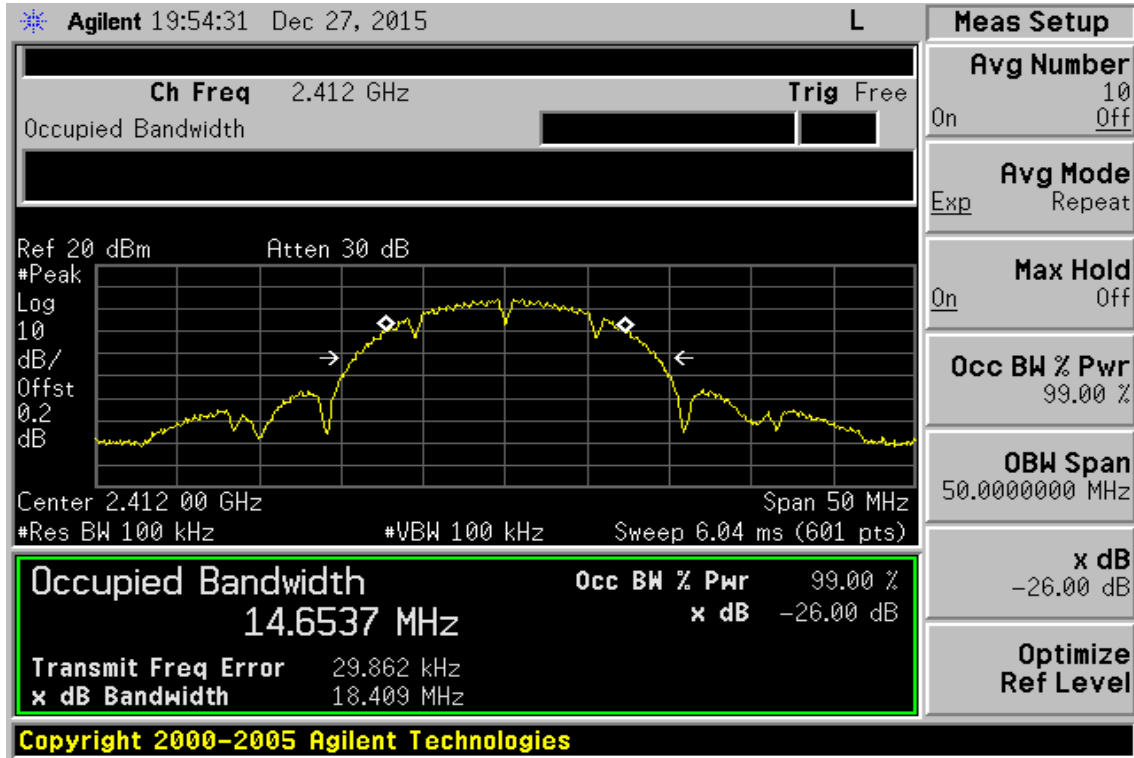 Agilent 19:54:31 Dec 27, 2015 L
Ch Freq 2.412 GHz Trig Free
Occupied Bandwidth
Ref 20 dBm Atten 30 dB
#Peak
Log
10
dB/
Offst
0.2
dB
Center 2.412 00 GHz Span 50 MHz
#Res BW 100 kHz #VBW 100 kHz Sweep 6.04 ms (601 pts)
Occupied Bandwidth
14.6537 MHz
Occ BW % Pwr 99.00 %
x dB -26.00 dB
Transmit Freq Error 29.862 kHz
x dB Bandwidth 18.409 MHz
Copyright 2000-2005 Agilent Technologies
Meas Setup
Avg Number
10
On Off
Avg Mode
Exp Repeat
Max Hold
On Off
Occ BW % Pwr
99.00 %
OBW Span
50.0000000 MHz
x dB
-26.00 dB
Optimize
Ref Level